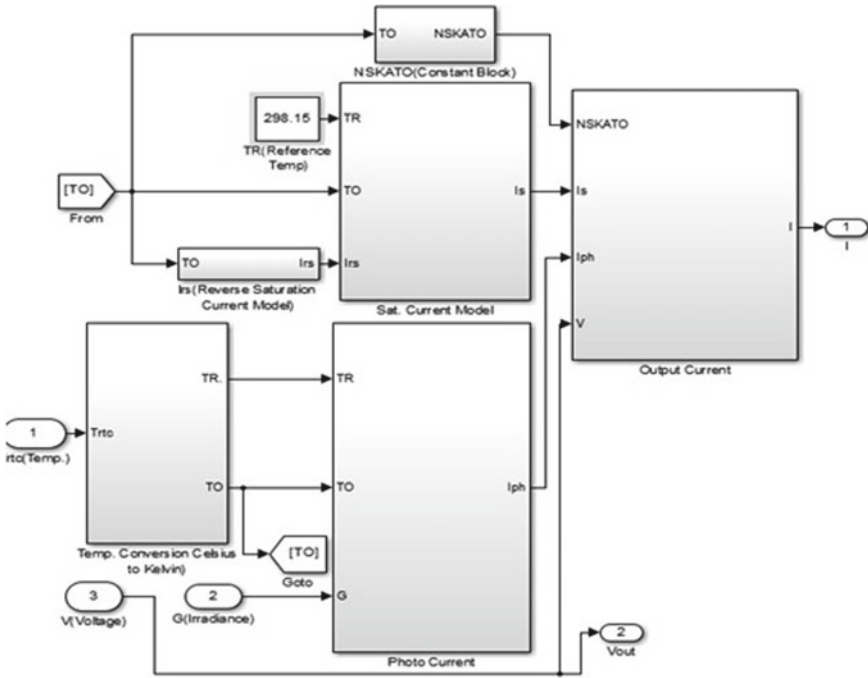 TO NSKATO
NSKATO(Constant Block)
298.15
TR(Reference
Temp)
TR
TO
Irs
Is
Sat. Current Model
[TO]
From
TO Irs
Irs(Reverse Saturation
Current Model)
NSKATO
Is
Iph
V
I
Output Current
1
I
1
rtc(Temp.)
Trtc
TR.
TO
Temp. Conversion Celsius
to Kelvin)
[TO]
Goto
TR
TO
G
Iph
Photo Current
3
V(Voltage)
2
G(Irradiance)
2
Vout